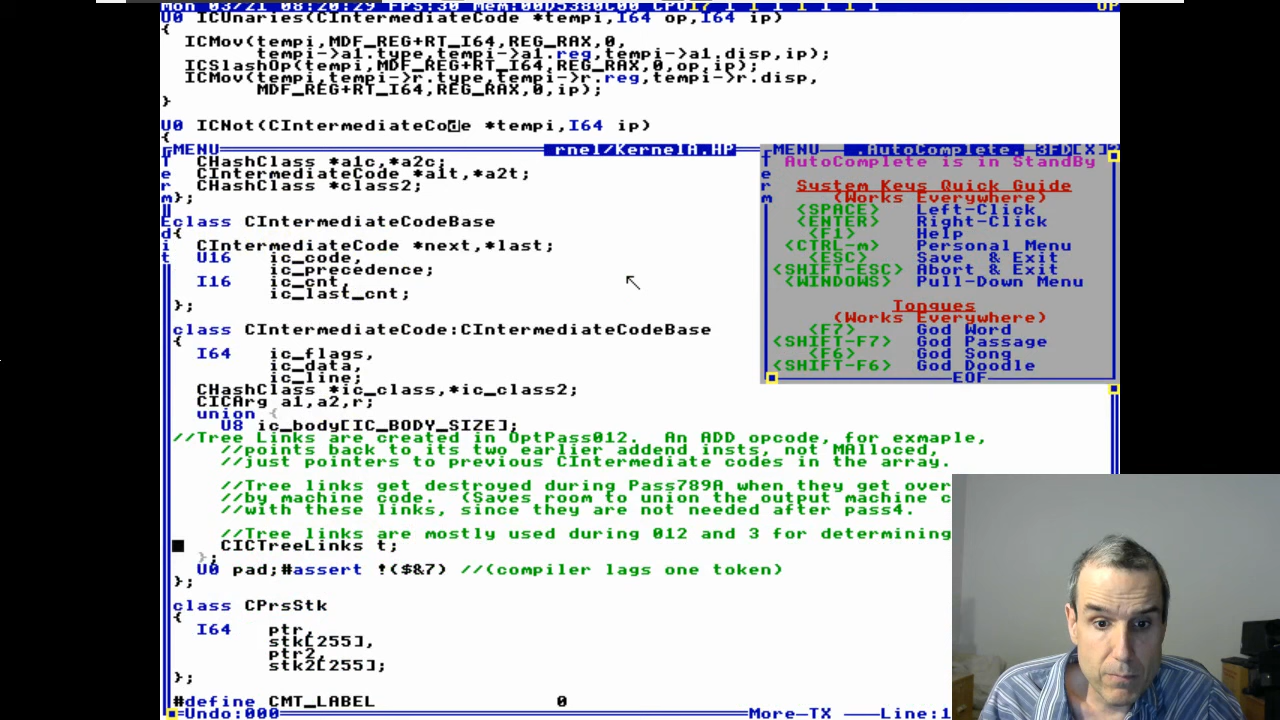 Mon 03/21 08:20:29 FPS:30 Mem:00D5380C00 CPU17 1 1 1 1 1 1 1 OP
U0 ICUnaries(CIntermediateCode *tempi,I64 op,I64 ip)
{
ICMov(tempi,MDF_REG+RT_I64,REG_RAX,0,
tempi->a1.type,tempi->a1.reg,tempi->a1.disp,ip);
ICSlashOp(tempi,MDF_REG+RT_I64,REG_RAX,0,op,ip);
ICMov(tempi,tempi->r.type,tempi->r.reg,tempi->r.disp,
MDF_REG+RT_I64,REG_RAX,0,ip);
}
U0 ICNot(CIntermediateCode *tempi,I64 ip)
{
MENU rnel/KernelA.HP
CHashClass *a1c,*a2c;
CIntermediateCode *a1t,*a2t;
CHashClass *class2;
};
class CIntermediateCodeBase
{
CIntermediateCode *next,*last;
U16 ic_code,
ic_precedence;
I16 ic_cnt,
ic_last_cnt;
};
class CIntermediateCode:CIntermediateCodeBase
{
I64 ic_flags,
ic_data,
ic_line;
CHashClass *ic_class,*ic_class2;
CICArg a1,a2,r;
union {
U8 ic_body[IC_BODY_SIZE];
//Tree Links are created in OptPass012. An ADD opcode, for exmaple,
//points back to its two earlier addend insts, not MAlloced,
//just pointers to previous CIntermediate codes in the array.
//Tree links get destroyed during Pass789A when they get over
//by machine code. (Saves room to union the output machine c
//with these links, since they are not needed after pass4.
//Tree links are mostly used during 012 and 3 for determining
CICTreeLinks t;
};
U0 pad;#assert !($&7) //(compiler lags one token)
};
class CPrsStk
{
I64 ptr,
stk[255],
ptr2,
stk2[255];
};
#define CMT_LABEL 0
Undo:000 More-TX Line:1
MENU .AutoComplete. 3FD[X]
AutoComplete is in StandBy
System Keys Quick Guide
(Works Everywhere)
<SPACE> Left-Click
<ENTER> Right-Click
<F1> Help
<CTRL-m> Personal Menu
<ESC> Save & Exit
<SHIFT-ESC> Abort & Exit
<WINDOWS> Pull-Down Menu
Tongues
(Works Everywhere)
<F7> God Word
<SHIFT-F7> God Passage
<F6> God Song
<SHIFT-F6> God Doodle
EOF